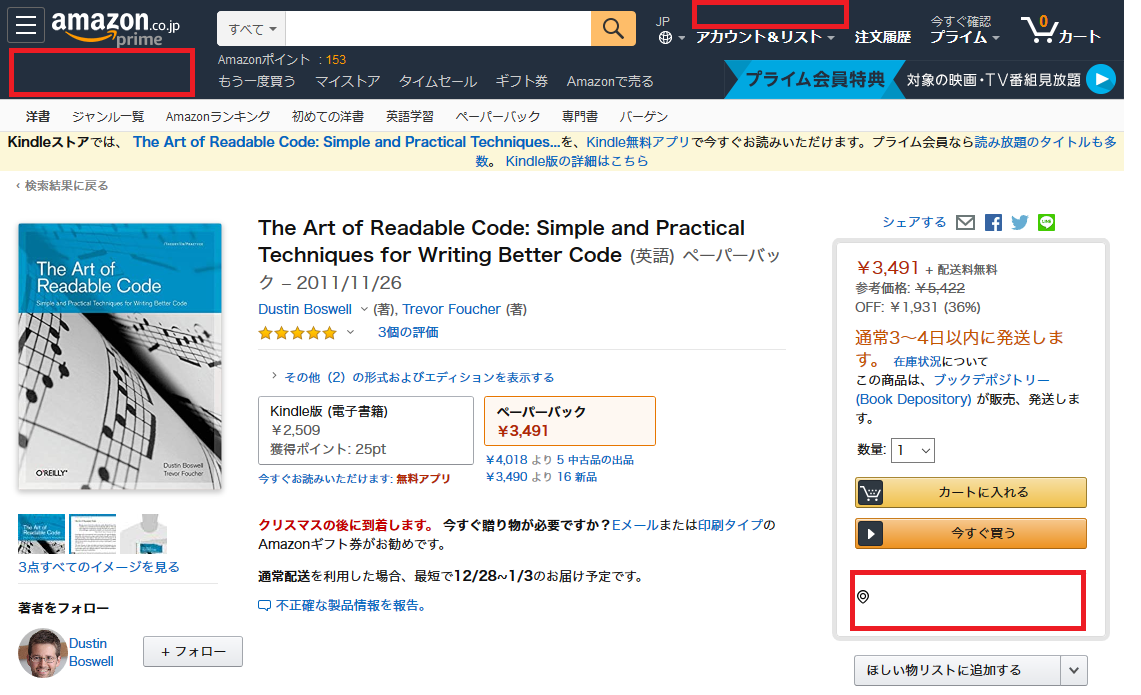 amazon.co.jp
prime
すべて
JP
アカウント&リスト
注文履歴
今すぐ確認
プライム
0
カート
Amazonポイント : 153
もう一度買う マイストア タイムセール ギフト券 Amazonで売る
プライム会員特典 対象の映画・TV番組見放題
洋書 ジャンル一覧 Amazonランキング 初めての洋書 英語学習 ペーパーバック 専門書 バーゲン
Kindleストアでは、 The Art of Readable Code: Simple and Practical Techniques...を、Kindle無料アプリで今すぐお読みいただけます。プライム会員なら読み放題のタイトルも多
数。 Kindle版の詳細はこちら
‹ 検索結果に戻る
The Art of
Readable Code
Simple and Practical Techniques for Writing Better Code
O'REILLY
Dustin Boswell
Trevor Foucher
3点すべてのイメージを見る
著者をフォロー
Dustin
Boswell
+ フォロー
The Art of Readable Code: Simple and Practical
Techniques for Writing Better Code (英語) ペーパーバッ
ク – 2011/11/26
Dustin Boswell (著), Trevor Foucher (著)
3個の評価
その他（2）の形式およびエディションを表示する
Kindle版 (電子書籍)
￥2,509
獲得ポイント: 25pt
今すぐお読みいただけます: 無料アプリ
ペーパーバック
￥3,491
￥4,018 より 5 中古品の出品
￥3,490 より 16 新品
クリスマスの後に到着します。 今すぐ贈り物が必要ですか？Eメールまたは印刷タイプの
Amazonギフト券がお勧めです。
通常配送を利用した場合、最短で12/28~1/3のお届け予定です。
不正確な製品情報を報告。
シェアする
￥3,491 + 配送料無料
参考価格: ￥5,422
OFF: ￥1,931 (36%)
通常3～4日以内に発送しま
す。 在庫状況について
この商品は、ブックデポジトリー
(Book Depository) が販売、発送しま
す。
数量: 1
カートに入れる
今すぐ買う
ほしい物リストに追加する